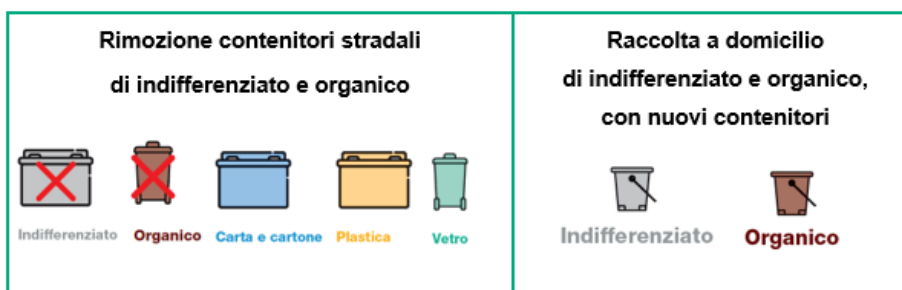 Rimozione contenitori stradali
di indifferenziato e organico
Indifferenziato
Organico
Carta e cartone
Plastica
Vetro
Raccolta a domicilio
di indifferenziato e organico,
con nuovi contenitori
Indifferenziato
Organico